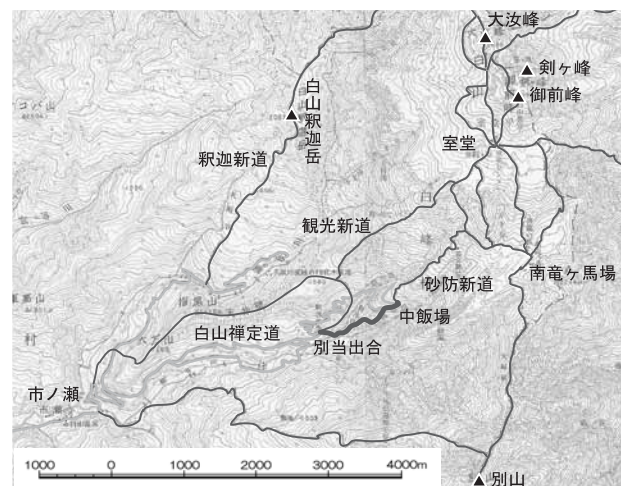 大汝峰
剣ヶ峰
御前峰
白山釈迦岳
室堂
釈迦新道
観光新道
南竜ヶ馬場
砂防新道
中飯場
白山禅定道
別当出合
市ノ瀬
別山
1000 0 1000 2000 3000 4000m